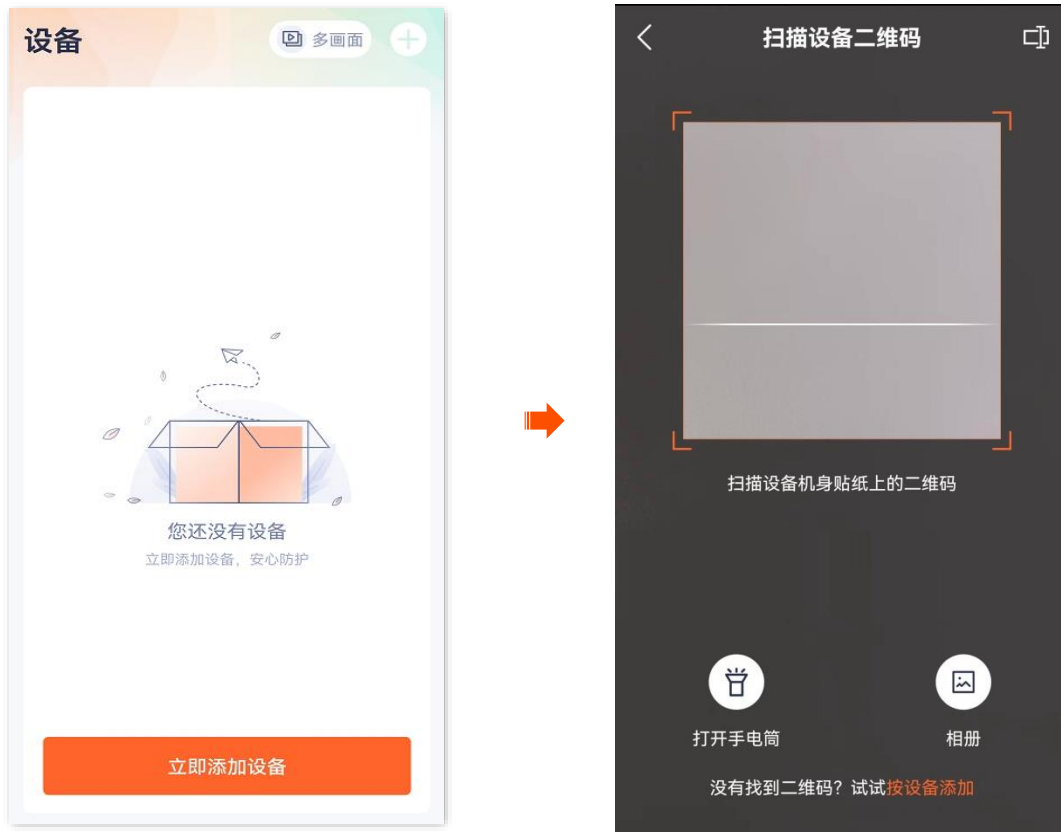 设备
多画面
您还没有设备
立即添加设备，安心防护
立即添加设备
扫描设备二维码
扫描设备机身贴纸上的二维码
打开手电筒
相册
没有找到二维码？试试按设备添加